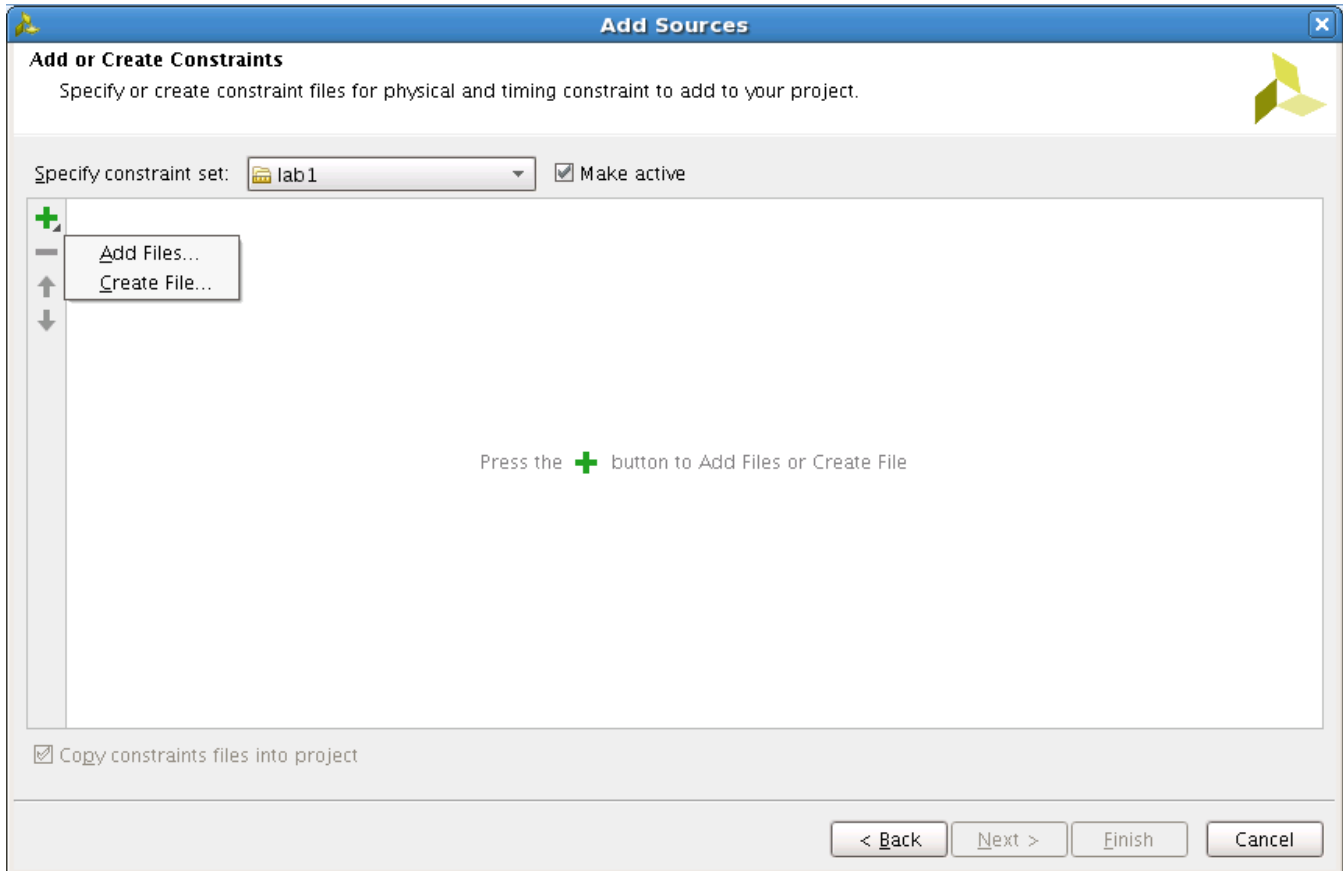 Add Sources
Add or Create Constraints
Specify or create constraint files for physical and timing constraint to add to your project.
Specify constraint set: lab1 Make active
Add Files...
Create File...
Press the button to Add Files or Create File
Copy constraints files into project
< Back Next > Finish Cancel